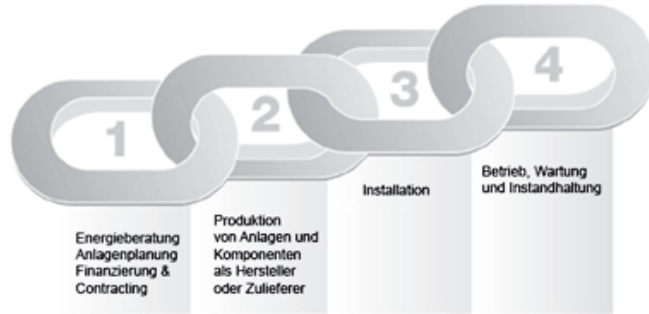 1
Energieberatung
Anlagenplanung
Finanzierung &
Contracting
2
Produktion
von Anlagen und
Komponenten
als Hersteller
oder Zulieferer
3
Installation
4
Betrieb, Wartung
und Instandhaltung